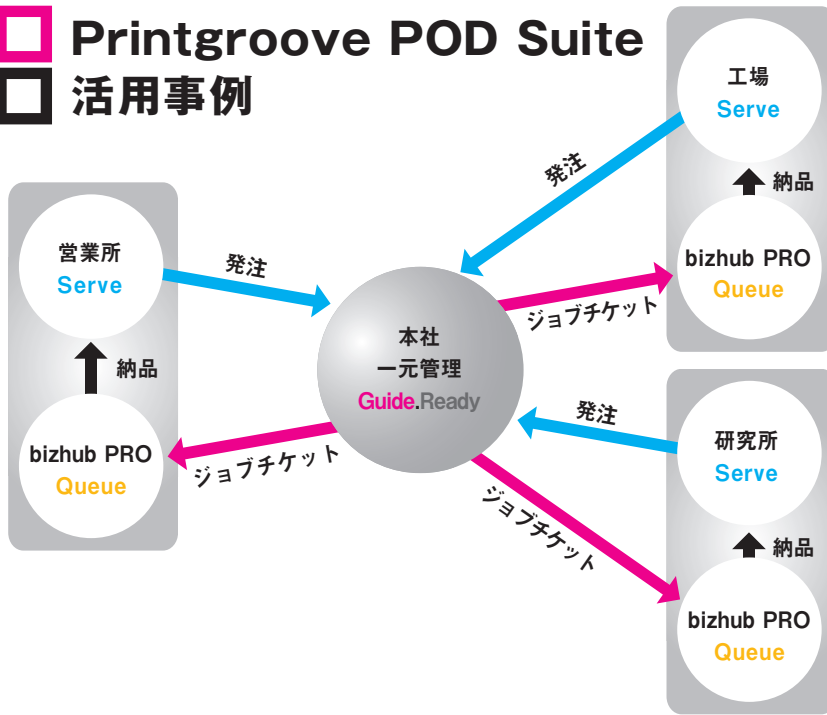 Printgroove POD Suite
活用事例
工場
Serve
納品
bizhub PRO
Queue
発注
ジョブチケット
営業所
Serve
発注
納品
bizhub PRO
Queue
ジョブチケット
本社
一元管理
Guide.Ready
発注
ジョブチケット
研究所
Serve
納品
bizhub PRO
Queue